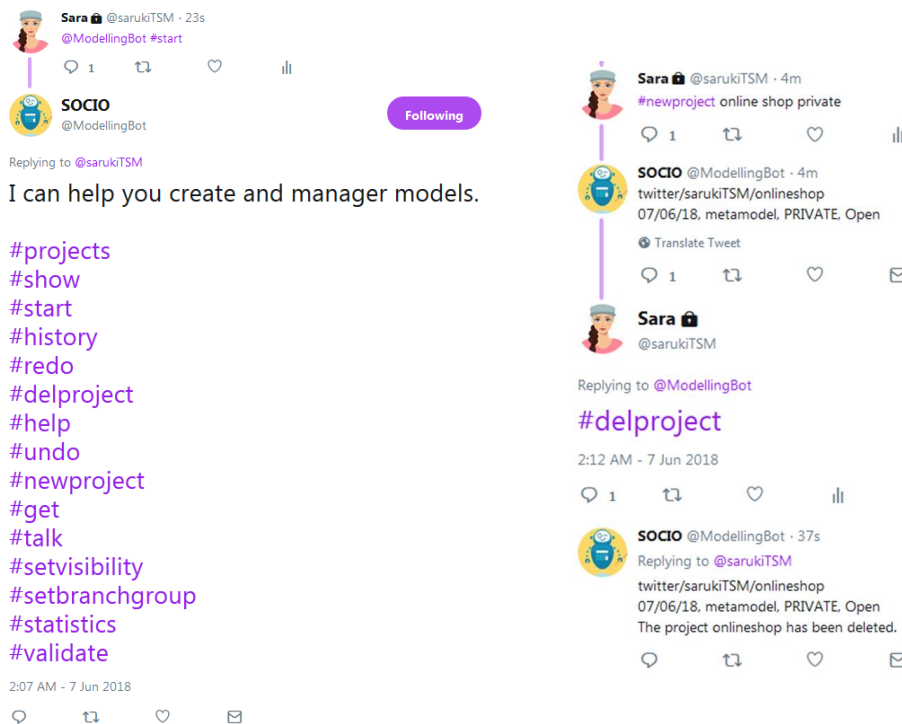 Sara @sarukiTSM · 23s
@ModellingBot #start
1
SOCIO
@ModellingBot
Following
Replying to @sarukiTSM
I can help you create and manager models.
#projects
#show
#start
#history
#redo
#delproject
#help
#undo
#newproject
#get
#talk
#setvisibility
#setbranchgroup
#statistics
#validate
2:07 AM - 7 Jun 2018
Sara @sarukiTSM · 4m
#newproject online shop private
1
SOCIO @ModellingBot · 4m
twitter/sarukiTSM/onlineshop
07/06/18, metamodel, PRIVATE, Open
Translate Tweet
1
Sara
@sarukiTSM
Replying to @ModellingBot
#delproject
2:12 AM - 7 Jun 2018
1
SOCIO @ModellingBot · 37s
Replying to @sarukiTSM
twitter/sarukiTSM/onlineshop
07/06/18, metamodel, PRIVATE, Open
The project onlineshop has been deleted.